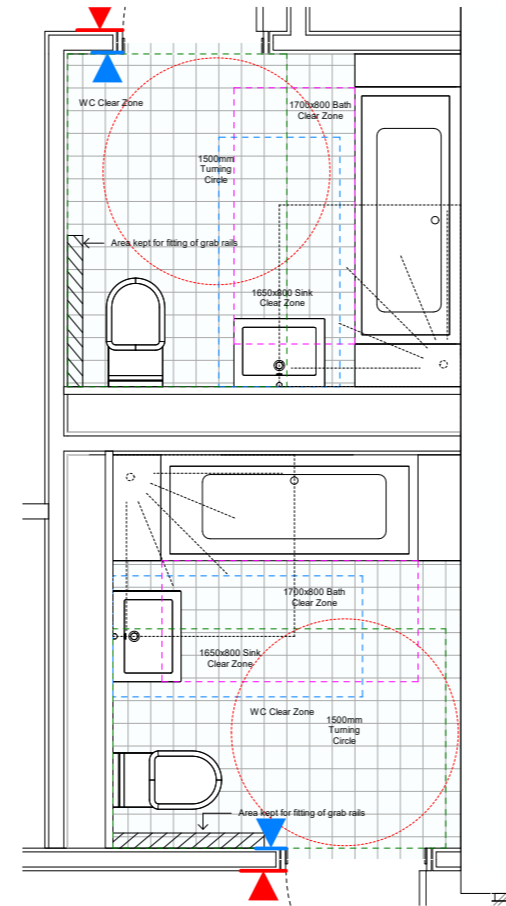 WC Clear Zone
1700x800 Bath
Clear Zone
1500mm
Turning
Circle
Area kept for fitting of grab rails
1650x800 Sink
Clear Zone
1700x800 Bath
Clear Zone
1650x800 Sink
Clear Zone
WC Clear Zone
1500mm
Turning
Circle
Area kept for fitting of grab rails